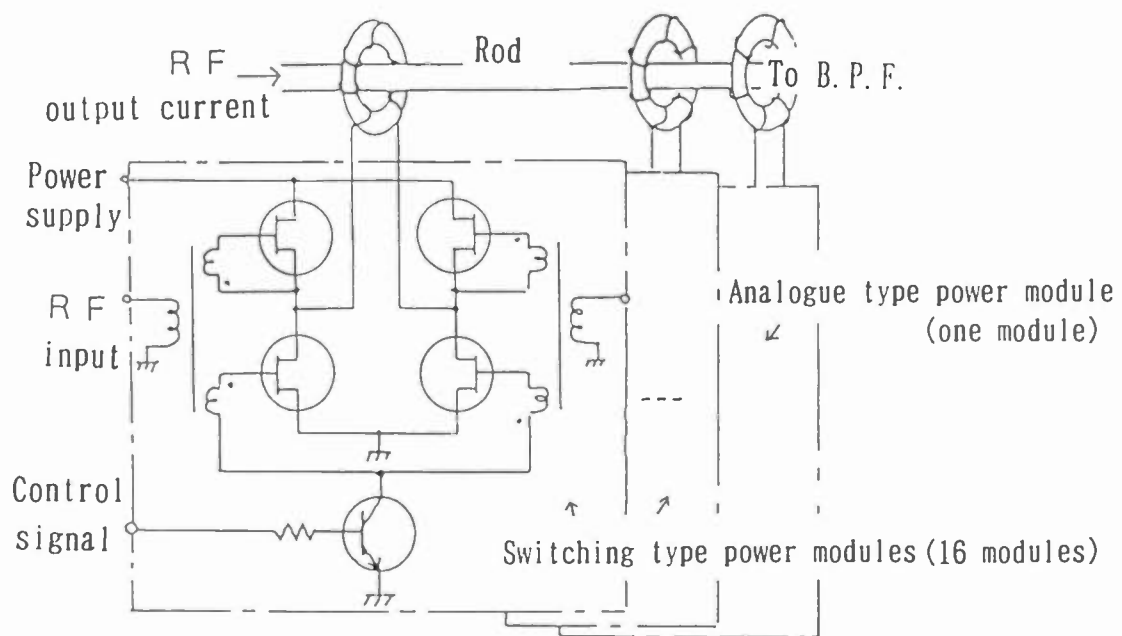 Rod
R F
output current
To B. P. F.
Power
supply
R F
input
Analogue type power module
(one module)
Control
signal
Switching type power modules (16 modules)